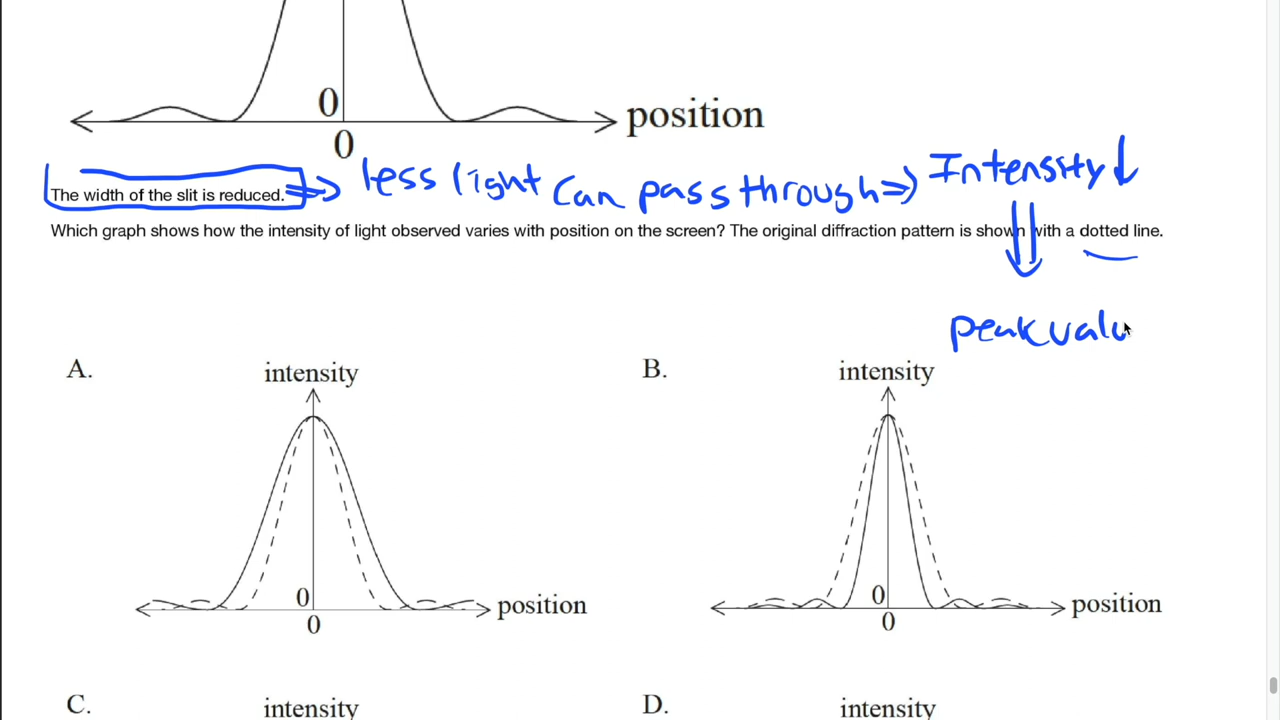 0
position
0
less light can pass through => Intensity ↓
The width of the slit is reduced. =>
Which graph shows how the intensity of light observed varies with position on the screen? The original diffraction pattern is shown with a dotted line.
peak valu
A.
intensity
0
position
0
B.
intensity
0
position
0
C.
intensity
D.
intensity